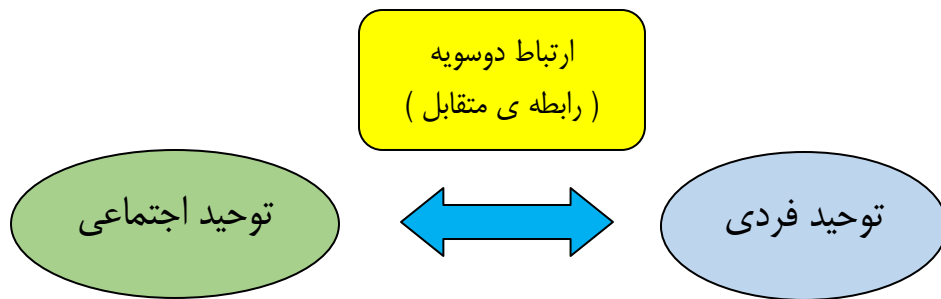 ارتباط دوسویه
( رابطه ی متقابل )
توحید فردی
توحید اجتماعی